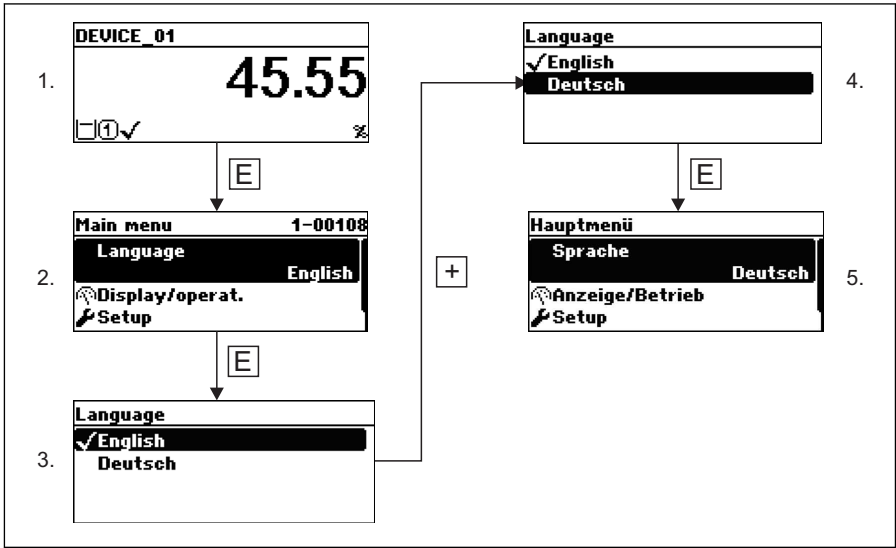 1.
DEVICE_01
45.55
1
%
E
2.
Main menu 1-00108
Language
English
Display/operat.
Setup
E
3.
Language
✓English
Deutsch
+
4.
Language
✓English
Deutsch
E
5.
Hauptmenü
Sprache
Deutsch
Anzeige/Betrieb
Setup